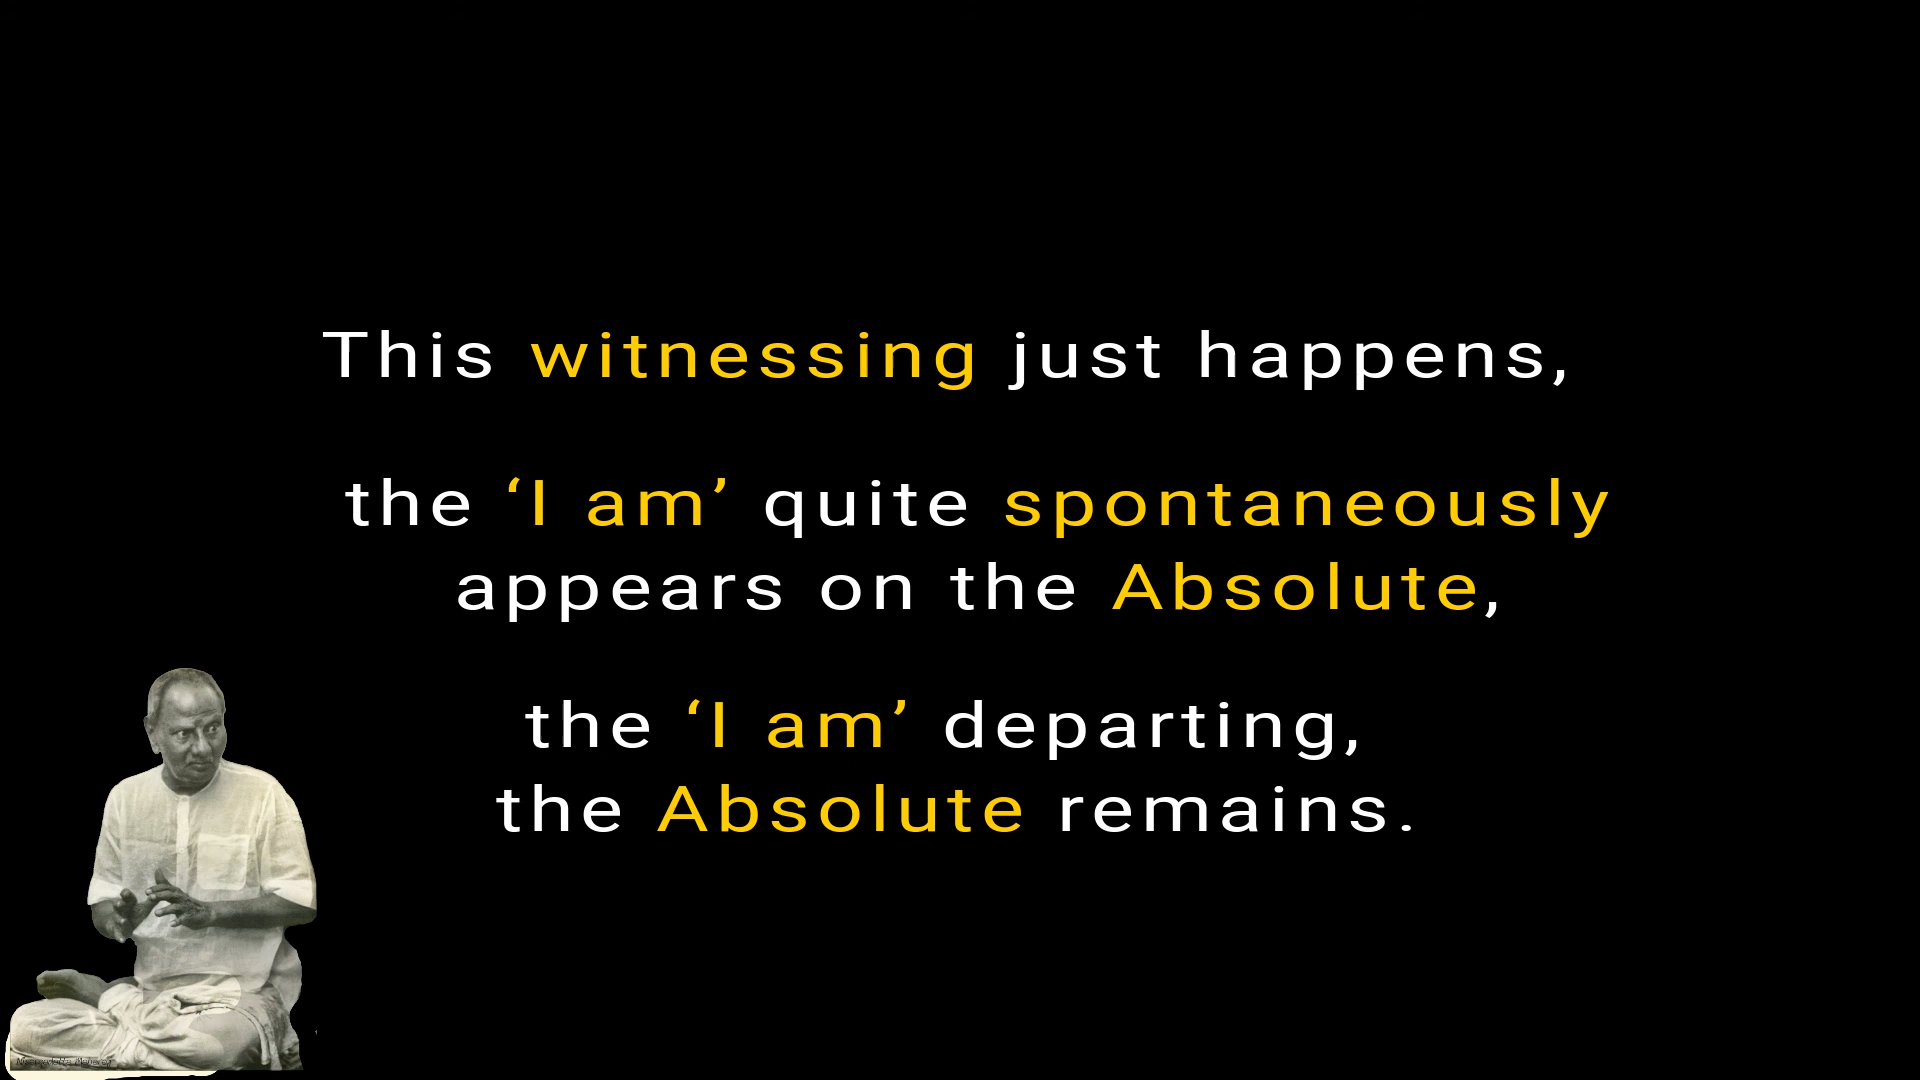 This witnessing just happens,
the ‘I am’ quite spontaneously
appears on the Absolute,
the ‘I am’ departing,
the Absolute remains.